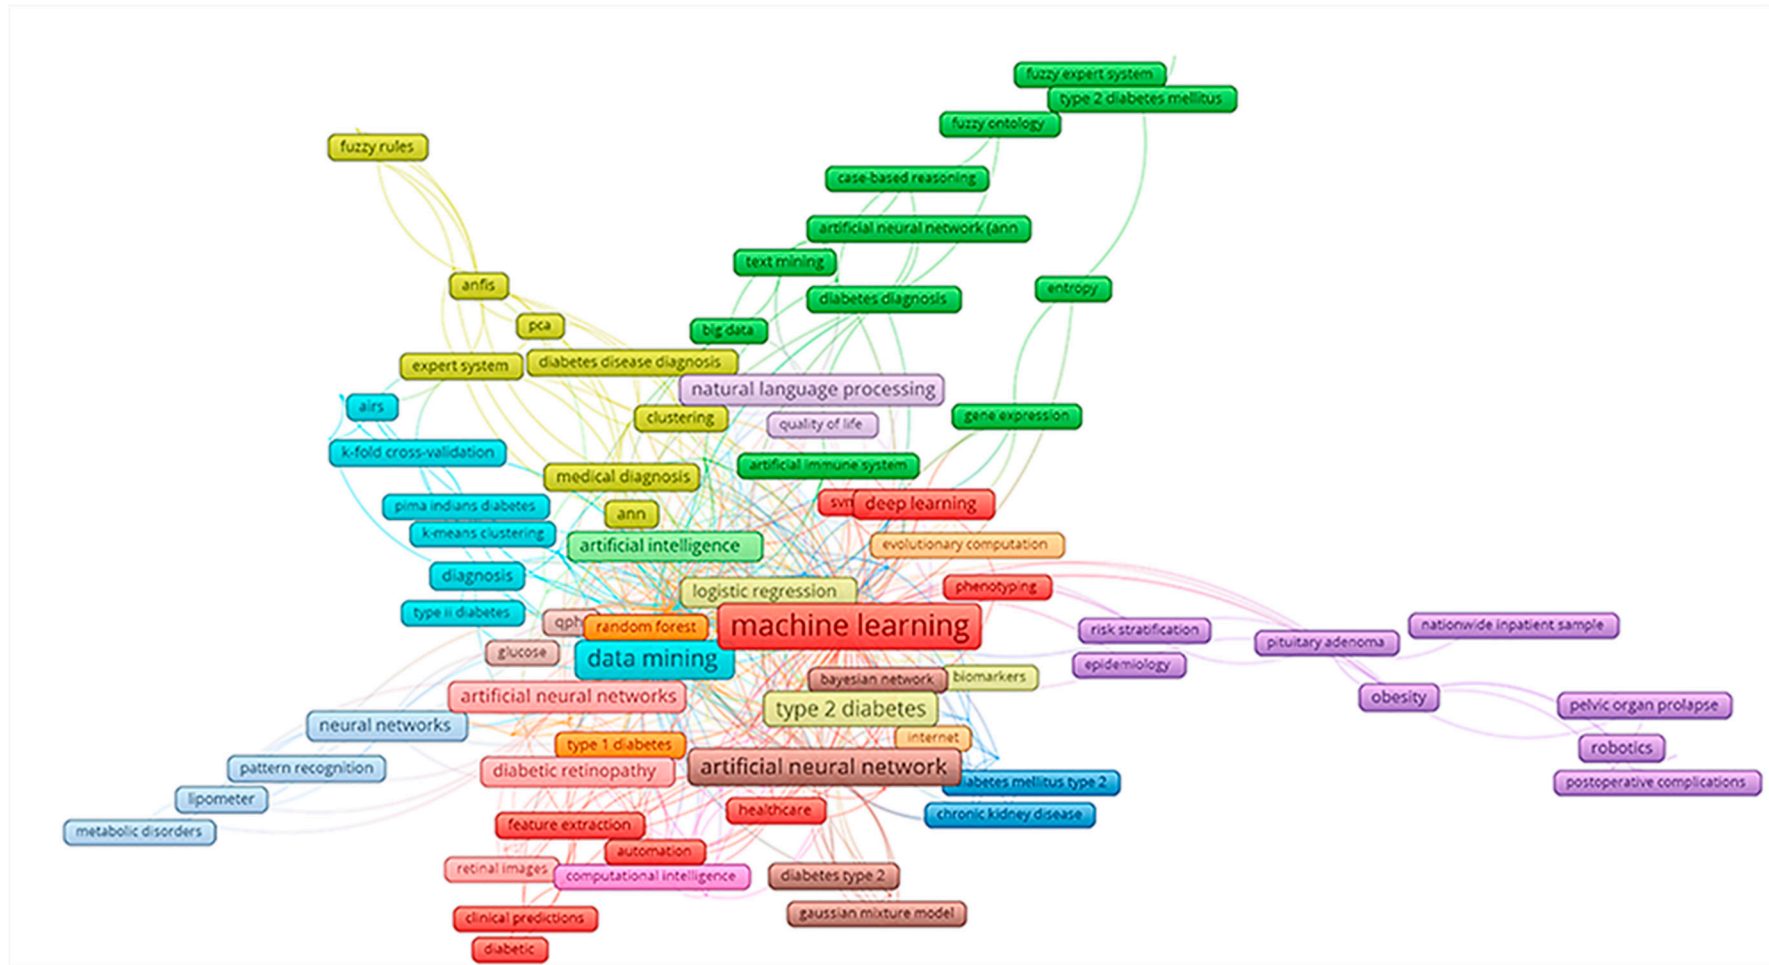 fuzzy expert system
type 2 diabetes mellitus
fuzzy ontology
fuzzy rules
case-based reasoning
artificial neural network (ann
text mining
anfis
entropy
diabetes diagnosis
pca
big data
expert system
diabetes disease diagnosis
natural language processing
airs
clustering
quality of life
gene expression
k-fold cross-validation
medical diagnosis
artificial immune system
pima indians diabetes
ann
svm
deep learning
k-means clustering
artificial intelligence
evolutionary computation
diagnosis
logistic regression
phenotyping
type ii diabetes
random forest
machine learning
risk stratification
pituitary adenoma
nationwide inpatient sample
glucose
data mining
epidemiology
bayesian network
biomarkers
artificial neural networks
obesity
type 2 diabetes
pelvic organ prolapse
neural networks
type 1 diabetes
internet
robotics
pattern recognition
diabetic retinopathy
artificial neural network
diabetes mellitus type 2
postoperative complications
lipometer
healthcare
chronic kidney disease
metabolic disorders
feature extraction
automation
retinal images
computational intelligence
diabetes type 2
clinical predictions
gaussian mixture model
diabetic